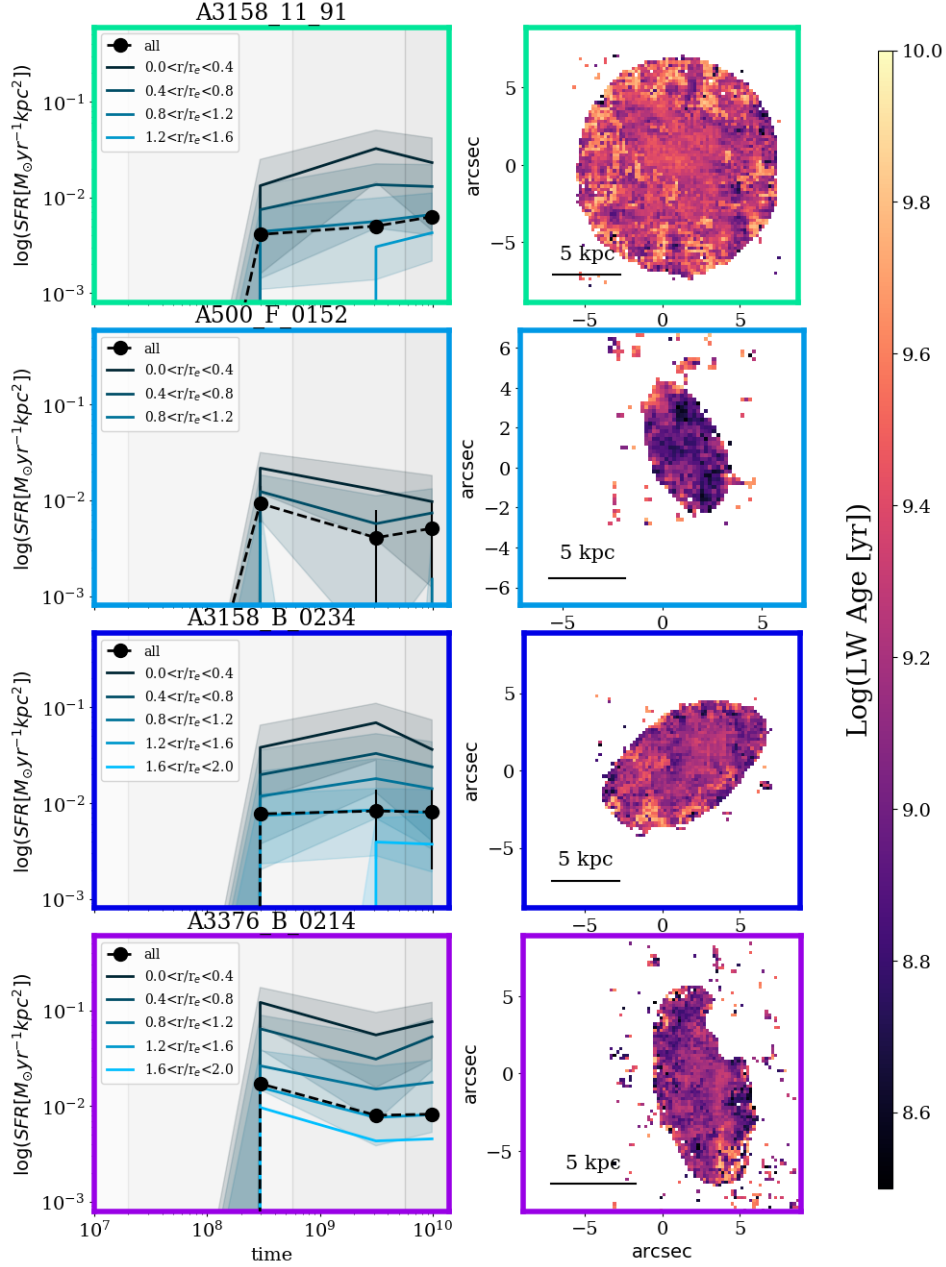 A3158_11_91
log(SFR[M⊙yr⁻¹kpc²])
10⁻¹
10⁻²
10⁻³
all
0.0<r/rₑ<0.4
0.4<r/rₑ<0.8
0.8<r/rₑ<1.2
1.2<r/rₑ<1.6
arcsec
5
0
−5
5 kpc
−5 0 5
A500_F_0152
log(SFR[M⊙yr⁻¹kpc²])
10⁻¹
10⁻²
10⁻³
all
0.0<r/rₑ<0.4
0.4<r/rₑ<0.8
0.8<r/rₑ<1.2
arcsec
6
4
2
0
−2
−4
−6
5 kpc
−5 0 5
A3158_B_0234
log(SFR[M⊙yr⁻¹kpc²])
10⁻¹
10⁻²
10⁻³
all
0.0<r/rₑ<0.4
0.4<r/rₑ<0.8
0.8<r/rₑ<1.2
1.2<r/rₑ<1.6
1.6<r/rₑ<2.0
arcsec
5
0
−5
5 kpc
−5 0 5
A3376_B_0214
log(SFR[M⊙yr⁻¹kpc²])
10⁻¹
10⁻²
10⁻³
all
0.0<r/rₑ<0.4
0.4<r/rₑ<0.8
0.8<r/rₑ<1.2
1.2<r/rₑ<1.6
1.6<r/rₑ<2.0
10⁷ 10⁸ 10⁹ 10¹⁰
time
arcsec
5
0
−5
5 kpc
−5 0 5
arcsec
Log(LW Age [yr])
10.0
9.8
9.6
9.4
9.2
9.0
8.8
8.6